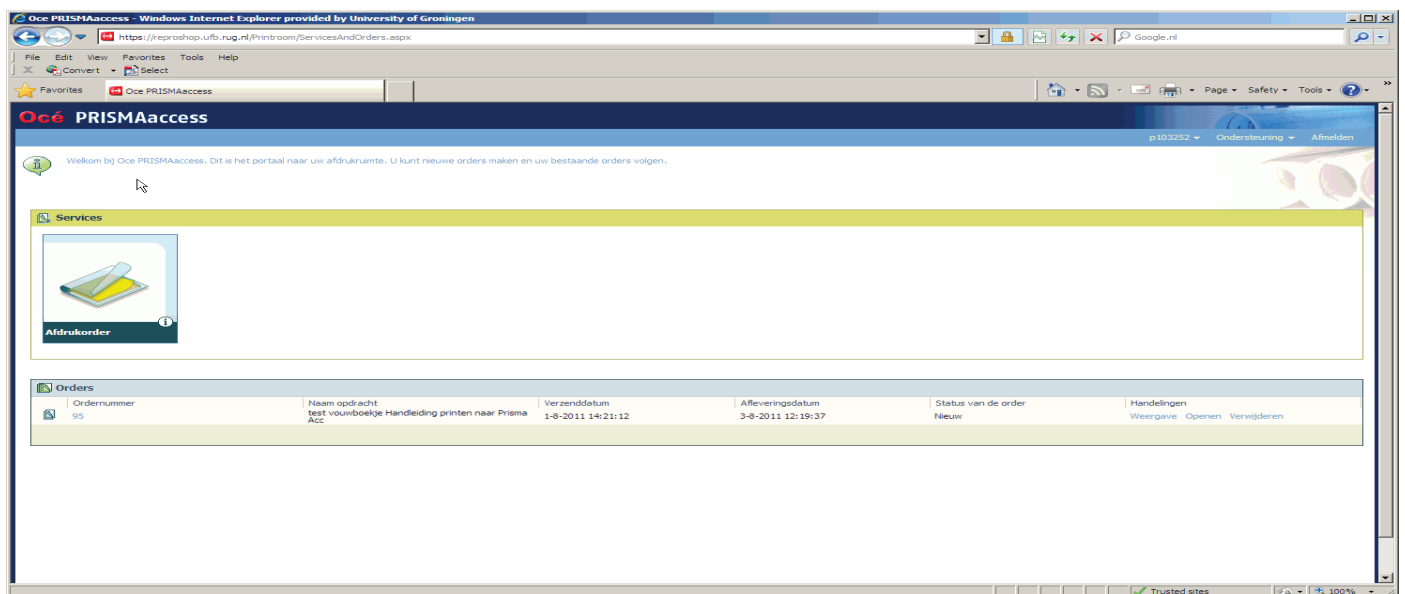 Oce PRISMAaccess - Windows Internet Explorer provided by University of Groningen
https://reproshop.ufb.rug.nl/Printroom/ServicesAndOrders.aspx
Google.nl
File Edit View Favorites Tools Help
Convert Select
Favorites Oce PRISMAaccess Page Safety Tools
Océ PRISMAaccess
p103252 Ondersteuning Afmelden
Welkom bij Oce PRISMAaccess. Dit is het portaal naar uw afdrukruimte. U kunt nieuwe orders maken en uw bestaande orders volgen.
Services
Afdrukorder
Orders
Ordernummer Naam opdracht Verzenddatum Afleveringsdatum Status van de order Handelingen
95 test vouwboekje Handleiding printen naar Prisma 1-8-2011 14:21:12 3-8-2011 12:19:37 Nieuw Weergave Openen Verwijderen
Acc
Trusted sites 100%